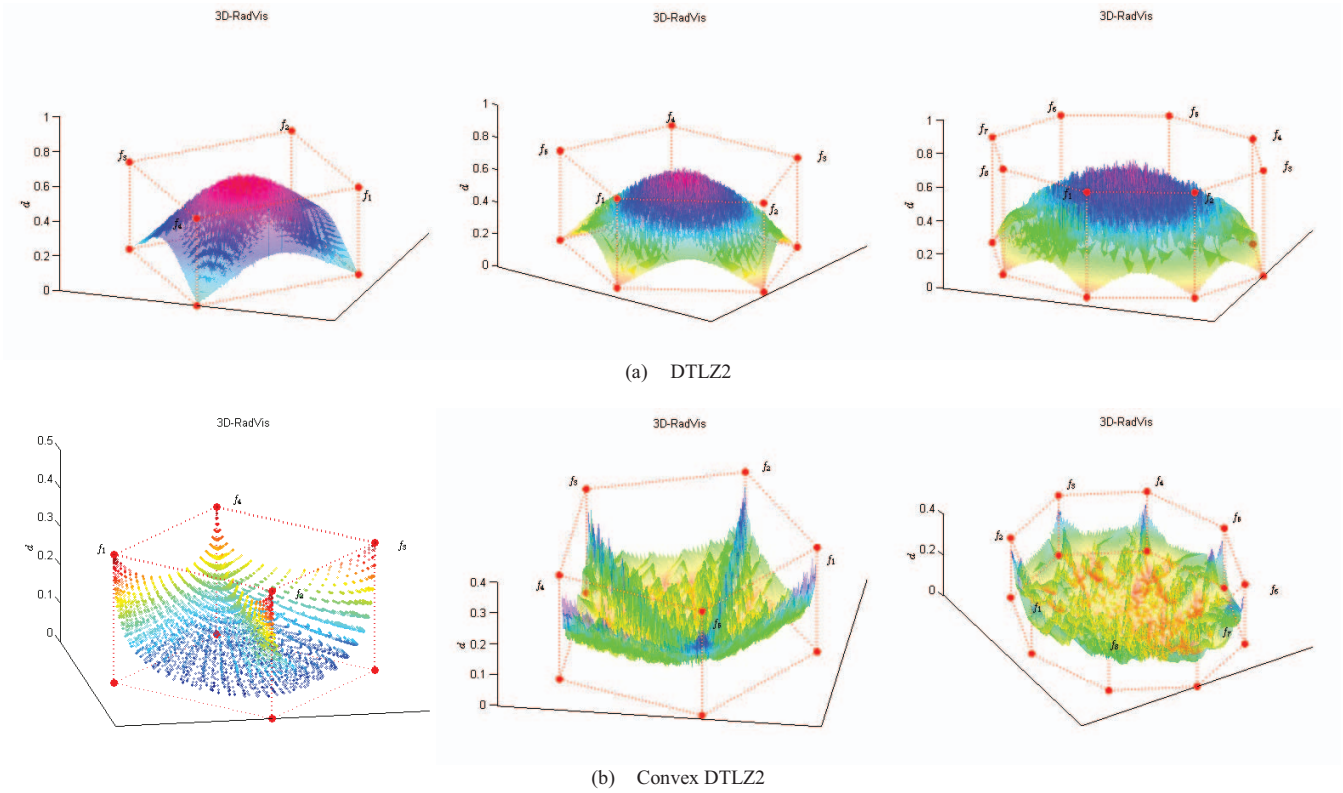 3D-RadVis
3D-RadVis
3D-RadVis
1
0.8
0.6
0.4
0.2
0
d
f3
f2
f1
f4
1
0.8
0.6
0.4
0.2
0
d
f5
f4
f3
f1
f2
1
0.8
0.6
0.4
0.2
0
d
f7
f6
f5
f4
f3
f8
f1
f2
(a) DTLZ2
3D-RadVis
3D-RadVis
3D-RadVis
0.5
0.4
0.3
0.2
0.1
0
d
f4
f1
f3
f2
0.4
0.3
0.2
0.1
0
d
f3
f2
f4
f1
f5
0.4
0.2
0
d
f3
f4
f2
f5
f6
f1
f7
f8
(b) Convex DTLZ2